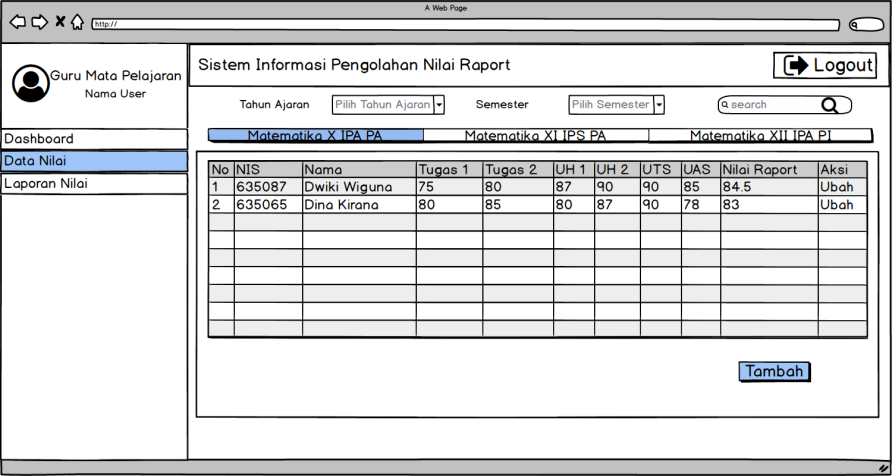 A Web Page
http://
Guru Mata Pelajaran
Nama User
Sistem Informasi Pengolahan Nilai Raport
Logout
Tahun Ajaran Pilih Tahun Ajaran Semester Pilih Semester search
Dashboard
Data Nilai
Laporan Nilai
Matematika X IPA PA Matematika XI IPS PA Matematika XII IPA PI
No NIS Nama Tugas 1 Tugas 2 UH 1 UH 2 UTS UAS Nilai Raport Aksi
1 635087 Dwiki Wiguna 75 80 87 90 90 85 84.5 Ubah
2 635065 Dina Kirana 80 85 80 87 90 78 83 Ubah
Tambah